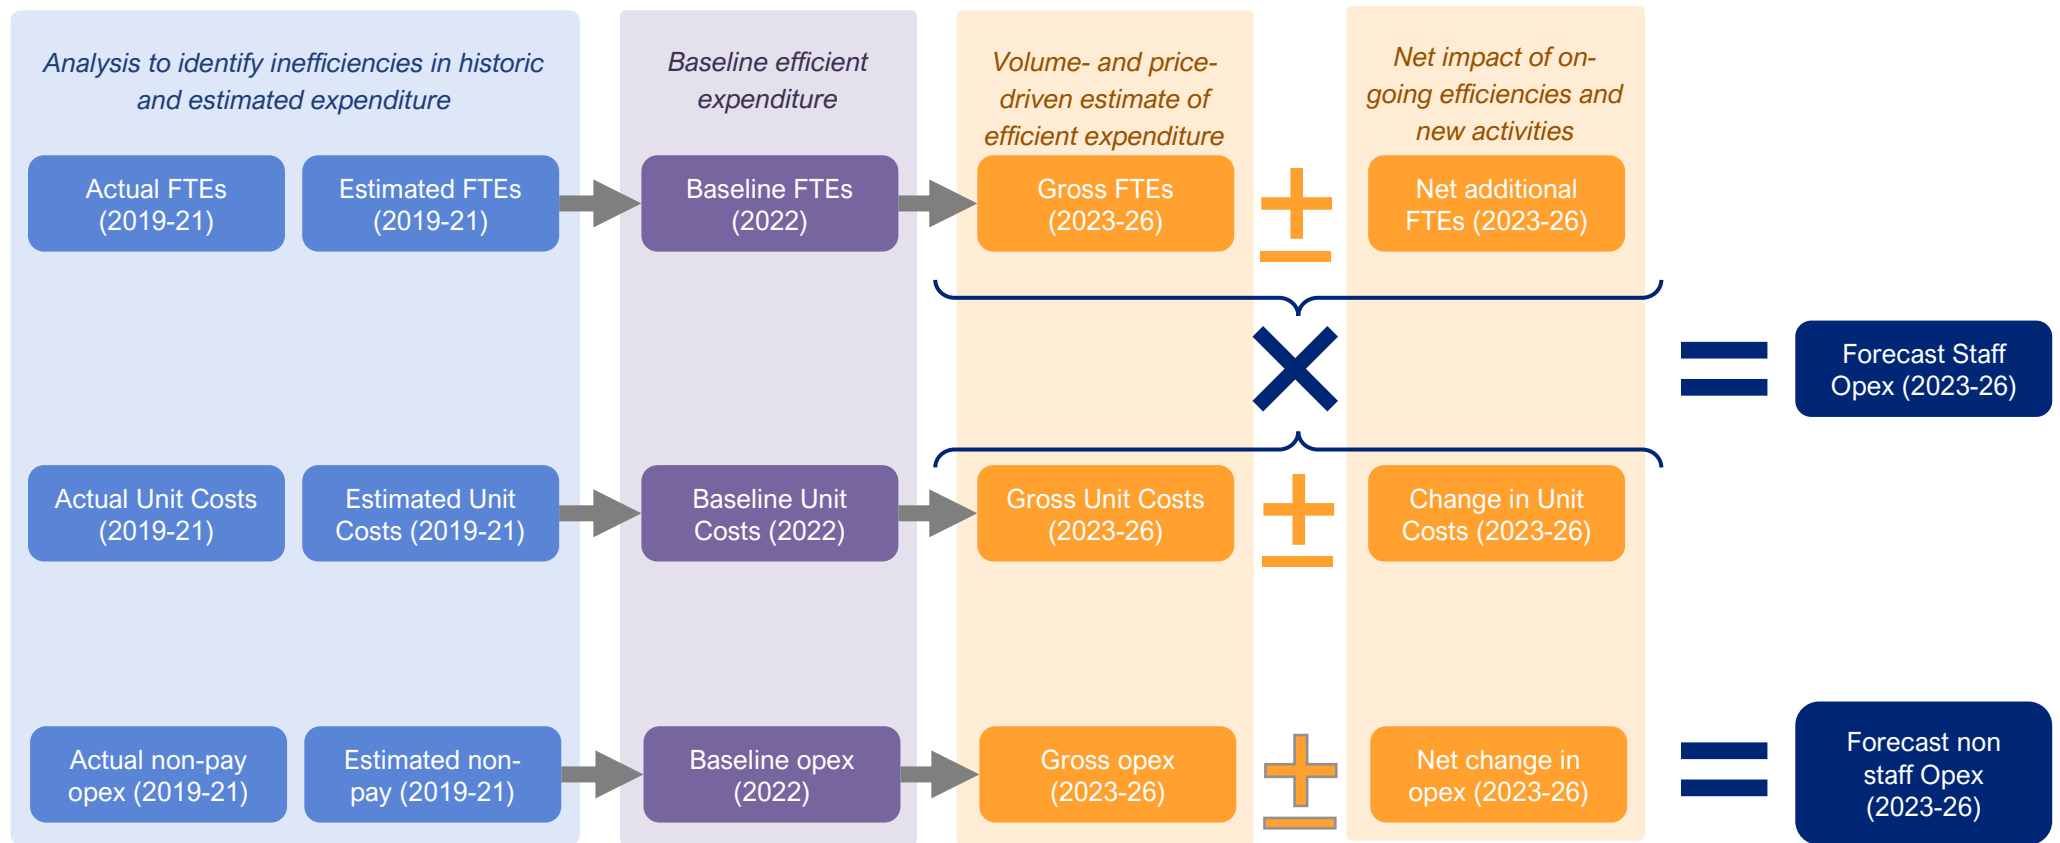 Analysis to identify inefficiencies in historic
and estimated expenditure
Baseline efficient
expenditure
Volume- and price-
driven estimate of
efficient expenditure
Net impact of on-
going efficiencies and
new activities
Actual FTEs
(2019-21)
Estimated FTEs
(2019-21)
Baseline FTEs
(2022)
Gross FTEs
(2023-26)
Net additional
FTEs (2023-26)
Forecast Staff
Opex (2023-26)
Actual Unit Costs
(2019-21)
Estimated Unit
Costs (2019-21)
Baseline Unit
Costs (2022)
Gross Unit Costs
(2023-26)
Change in Unit
Costs (2023-26)
Actual non-pay
opex (2019-21)
Estimated non-
pay (2019-21)
Baseline opex
(2022)
Gross opex
(2023-26)
Net change in
opex (2023-26)
Forecast non
staff Opex
(2023-26)